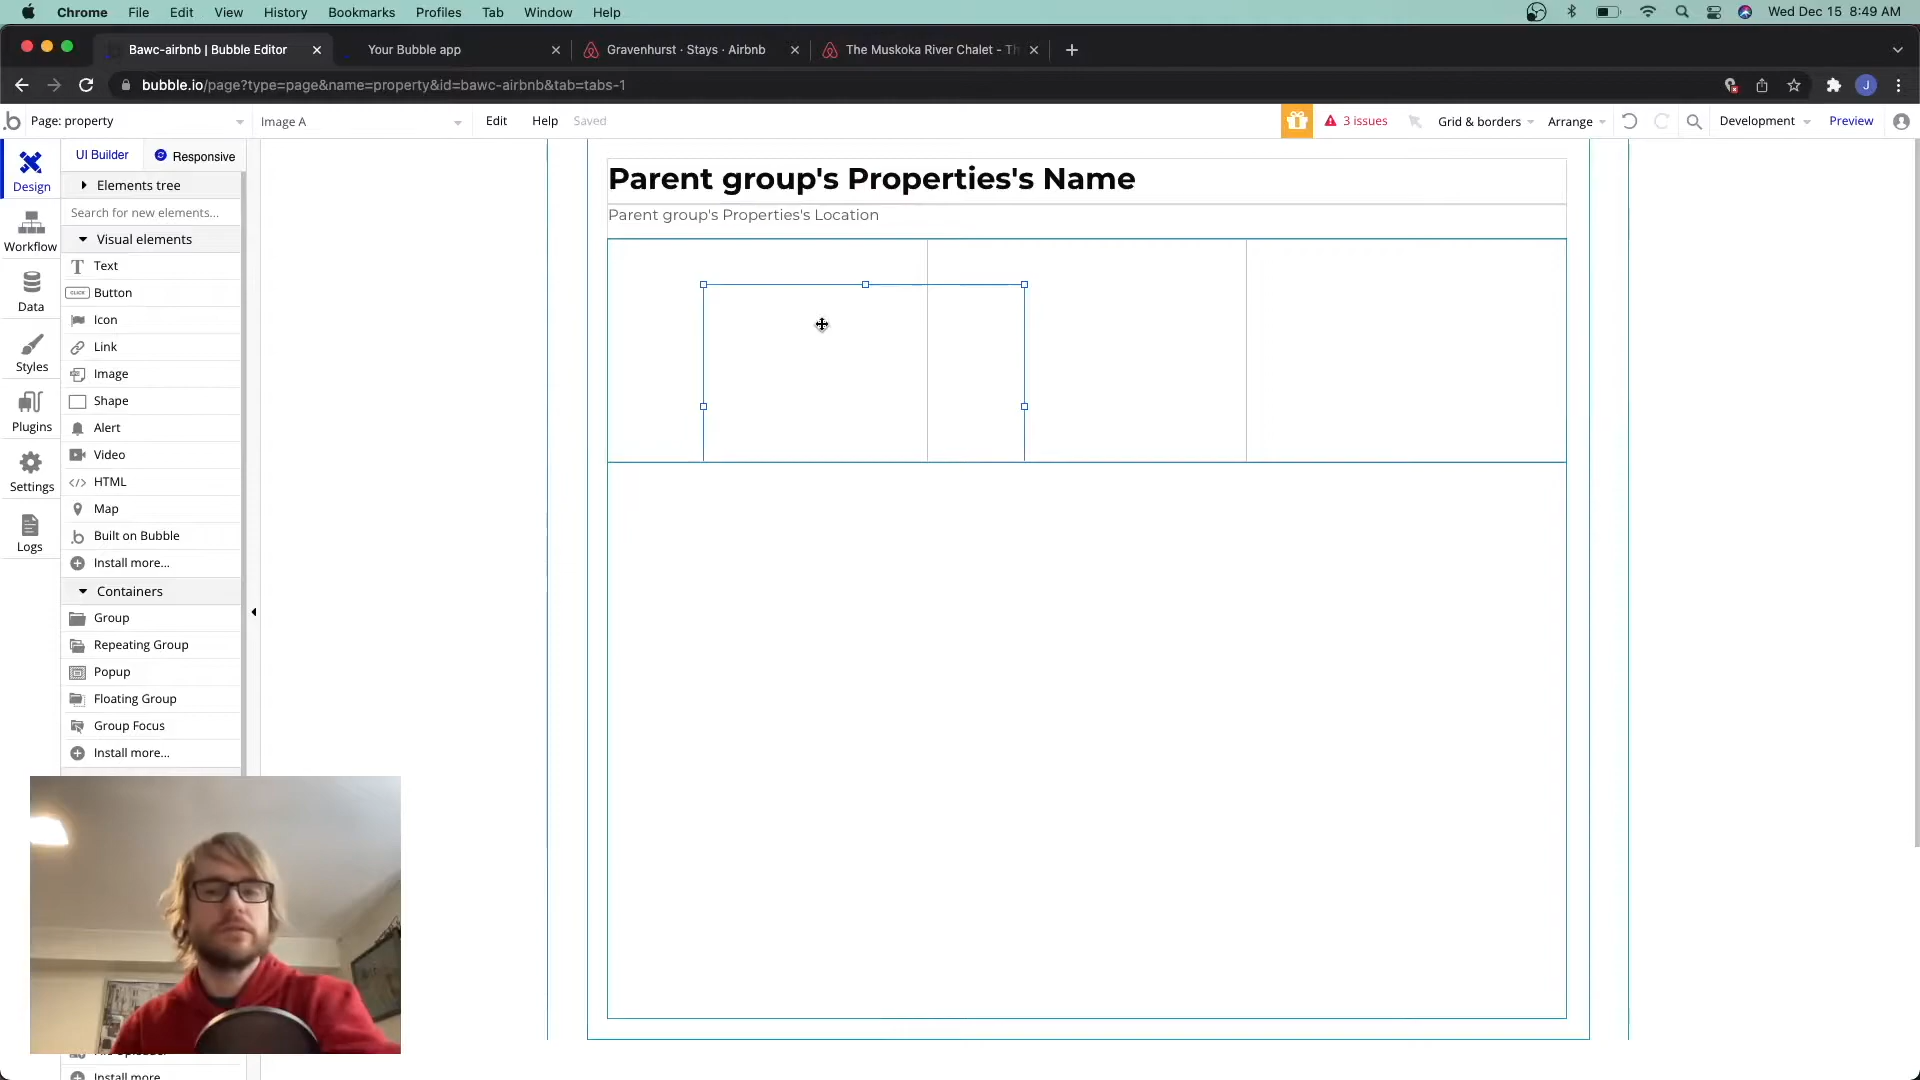 Chrome File Edit View History Bookmarks Profiles Tab Window Help Wed Dec 15 8:49 AM
Bawc-airbnb | Bubble Editor Your Bubble app Gravenhurst · Stays · Airbnb The Muskoka River Chalet - Th
bubble.io/page?type=page&name=property&id=bawc-airbnb&tab=tabs-1 J
Page: property Image A Edit Help Saved 3 issues Grid & borders Arrange Development Preview
UI Builder Responsive
Design
Elements tree
Search for new elements...
Workflow
Visual elements
Text
Data
CLICK Button
Icon
Link
Styles
Image
Shape
Plugins
Alert
Video
Settings
HTML
Map
Logs
Built on Bubble
Install more...
Containers
Group
Repeating Group
Popup
Floating Group
Group Focus
Install more...
Install more
Parent group's Properties's Name
Parent group's Properties's Location